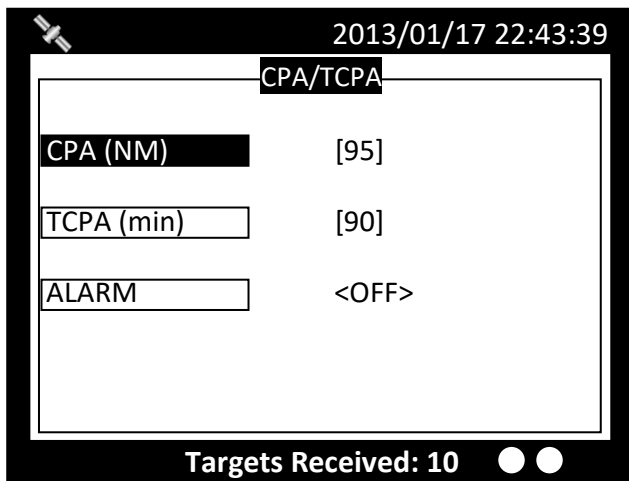 2013/01/17 22:43:39
CPA/TCPA
CPA (NM) [95]
TCPA (min) [90]
ALARM <OFF>
Targets Received: 10